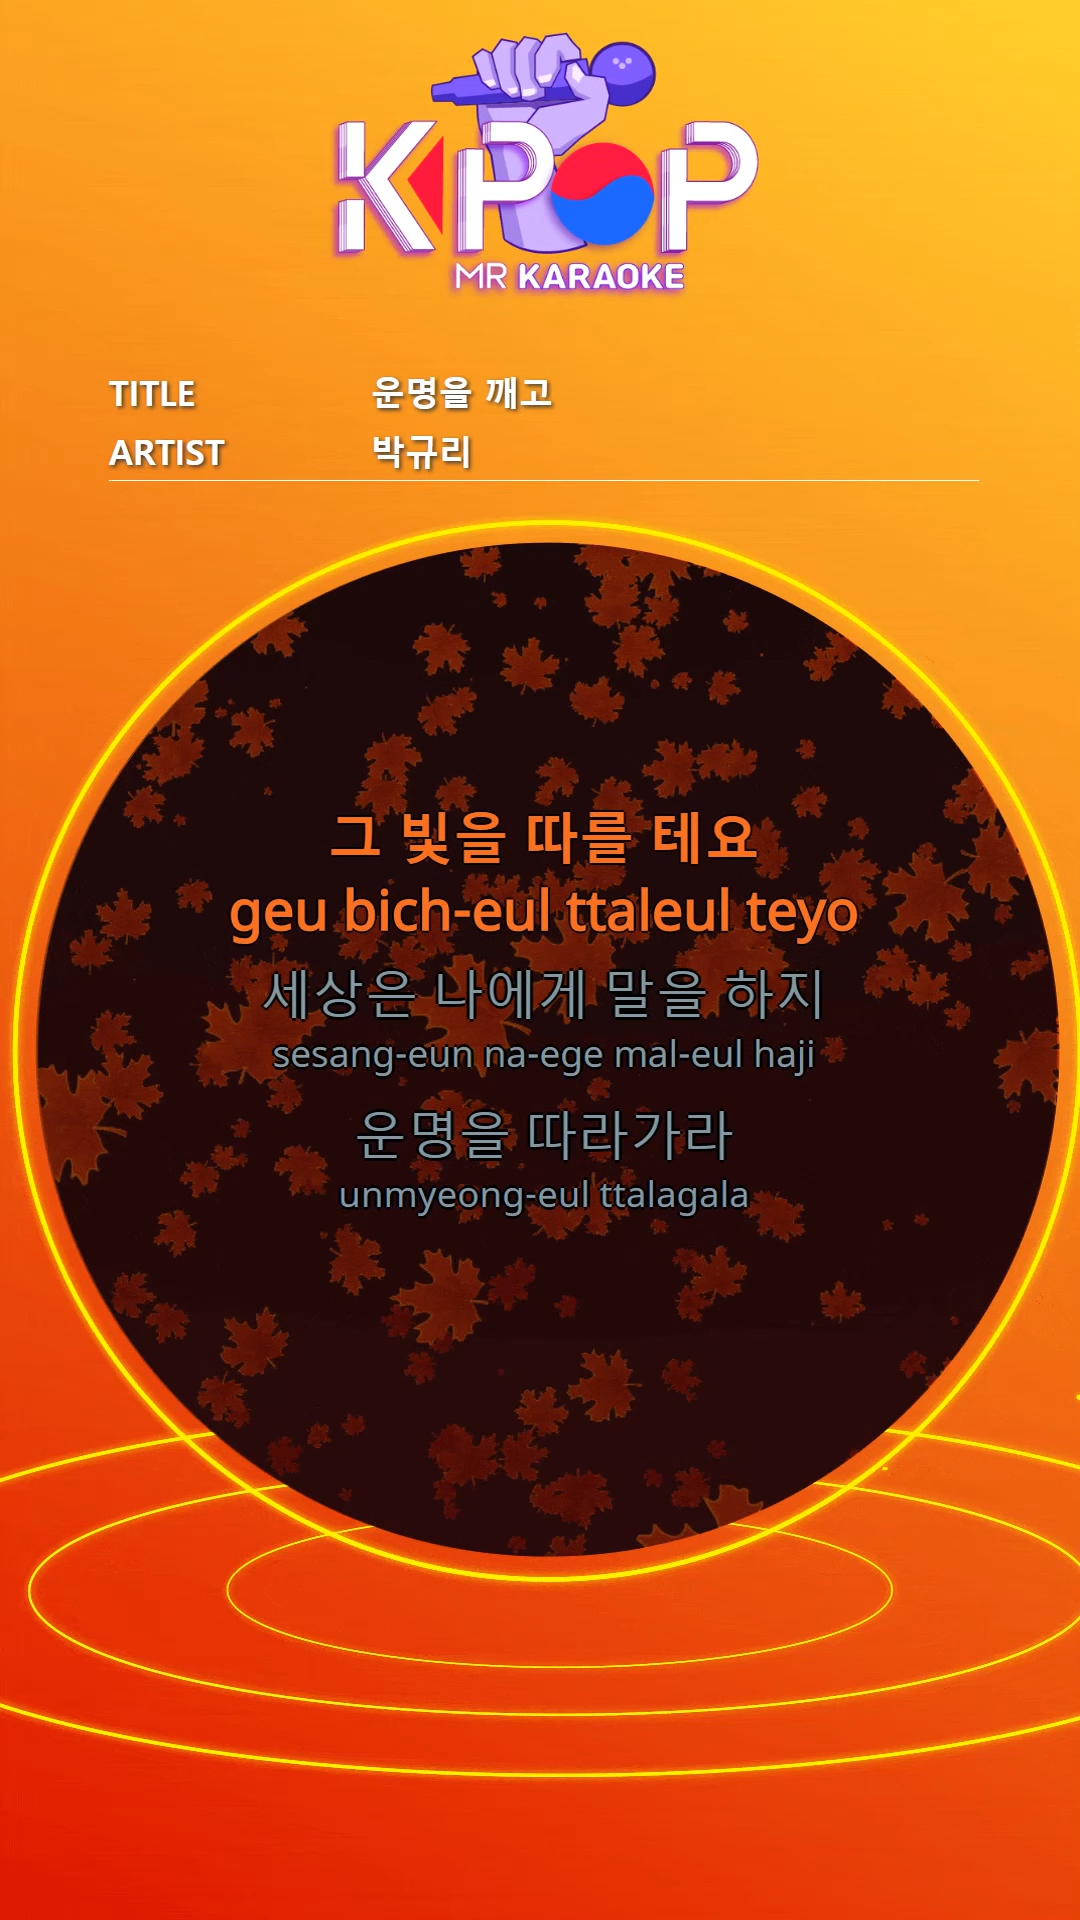 KPOP
MR KARAOKE
TITLE 운명을 깨고
ARTIST 박규리
그 빛을 따를 테요
geu bich-eul ttaleul teyo
세상은 나에게 말을 하지
sesang-eun na-ege mal-eul haji
운명을 따라가라
unmyeong-eul ttalagala